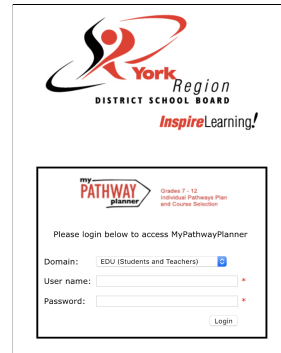 York
Region
DISTRICT SCHOOL BOARD
InspireLearning!
my
PATHWAY
planner
Grades 7 - 12
Individual Pathways Plan
and Course Selection
Please login below to access MyPathwayPlanner
Domain: EDU (Students and Teachers)
User name: *
Password: *
Login